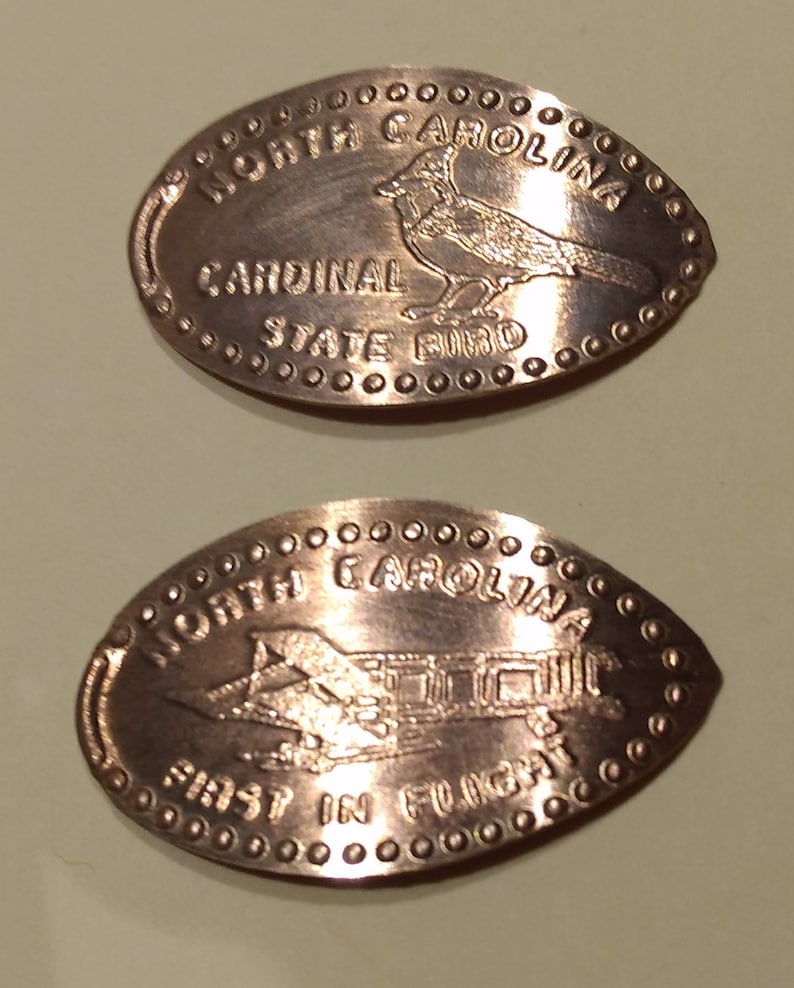 NORTH CAROLINA
CARDINAL
STATE BIRD
NORTH CAROLINA
FIRST IN FLIGHT